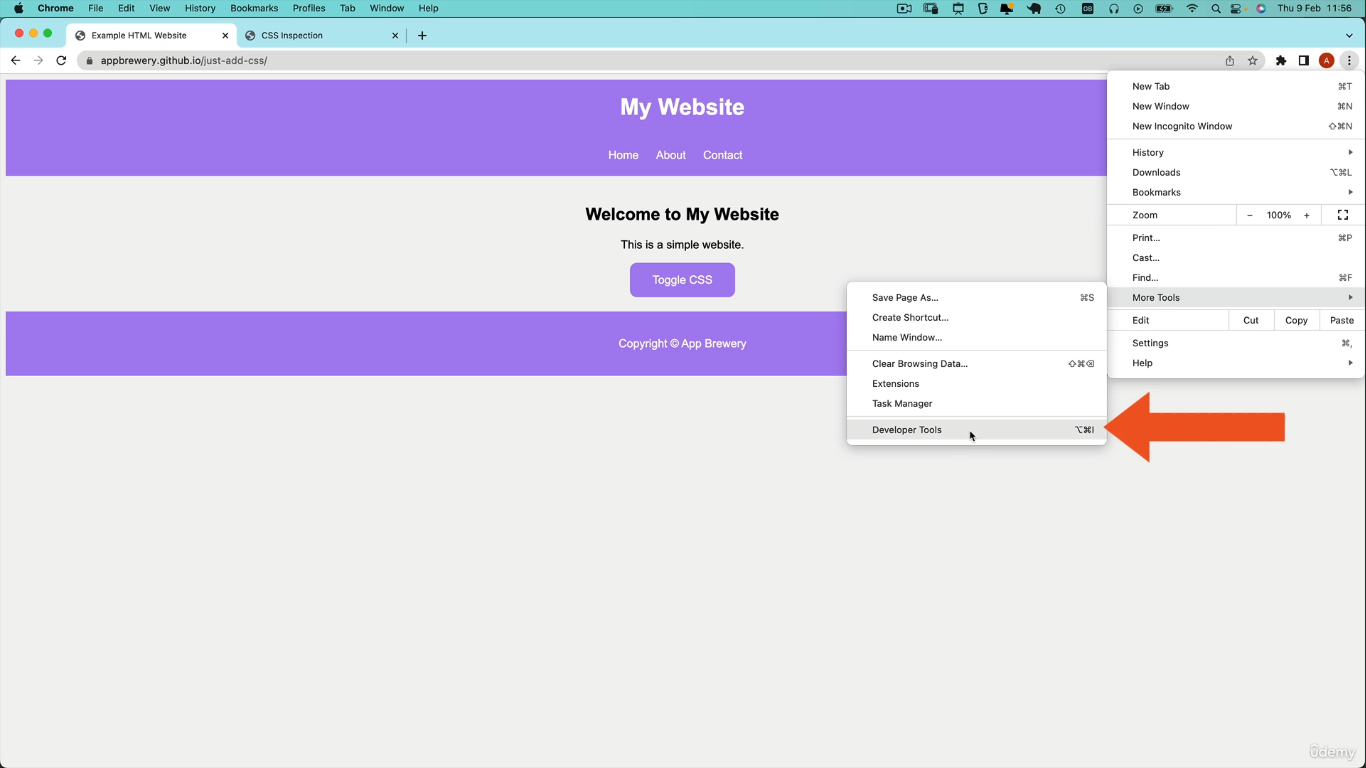 Chrome File Edit View History Bookmarks Profiles Tab Window Help Thu 9 Feb 11:56
Example HTML Website CSS Inspection
appbrewery.github.io/just-add-css/ A
My Website
Home About Contact
Welcome to My Website
This is a simple website.
Toggle CSS
Copyright © App Brewery
New Tab ⌘T
New Window ⌘N
New Incognito Window ⇧⌘N
History
Downloads ⌥⌘L
Bookmarks
Zoom − 100% +
Print... ⌘P
Cast...
Find... ⌘F
More Tools
Edit Cut Copy Paste
Settings ⌘,
Help
Save Page As... ⌘S
Create Shortcut...
Name Window...
Clear Browsing Data... ⇧⌘⌫
Extensions
Task Manager
Developer Tools ⌥⌘I
ûdemy